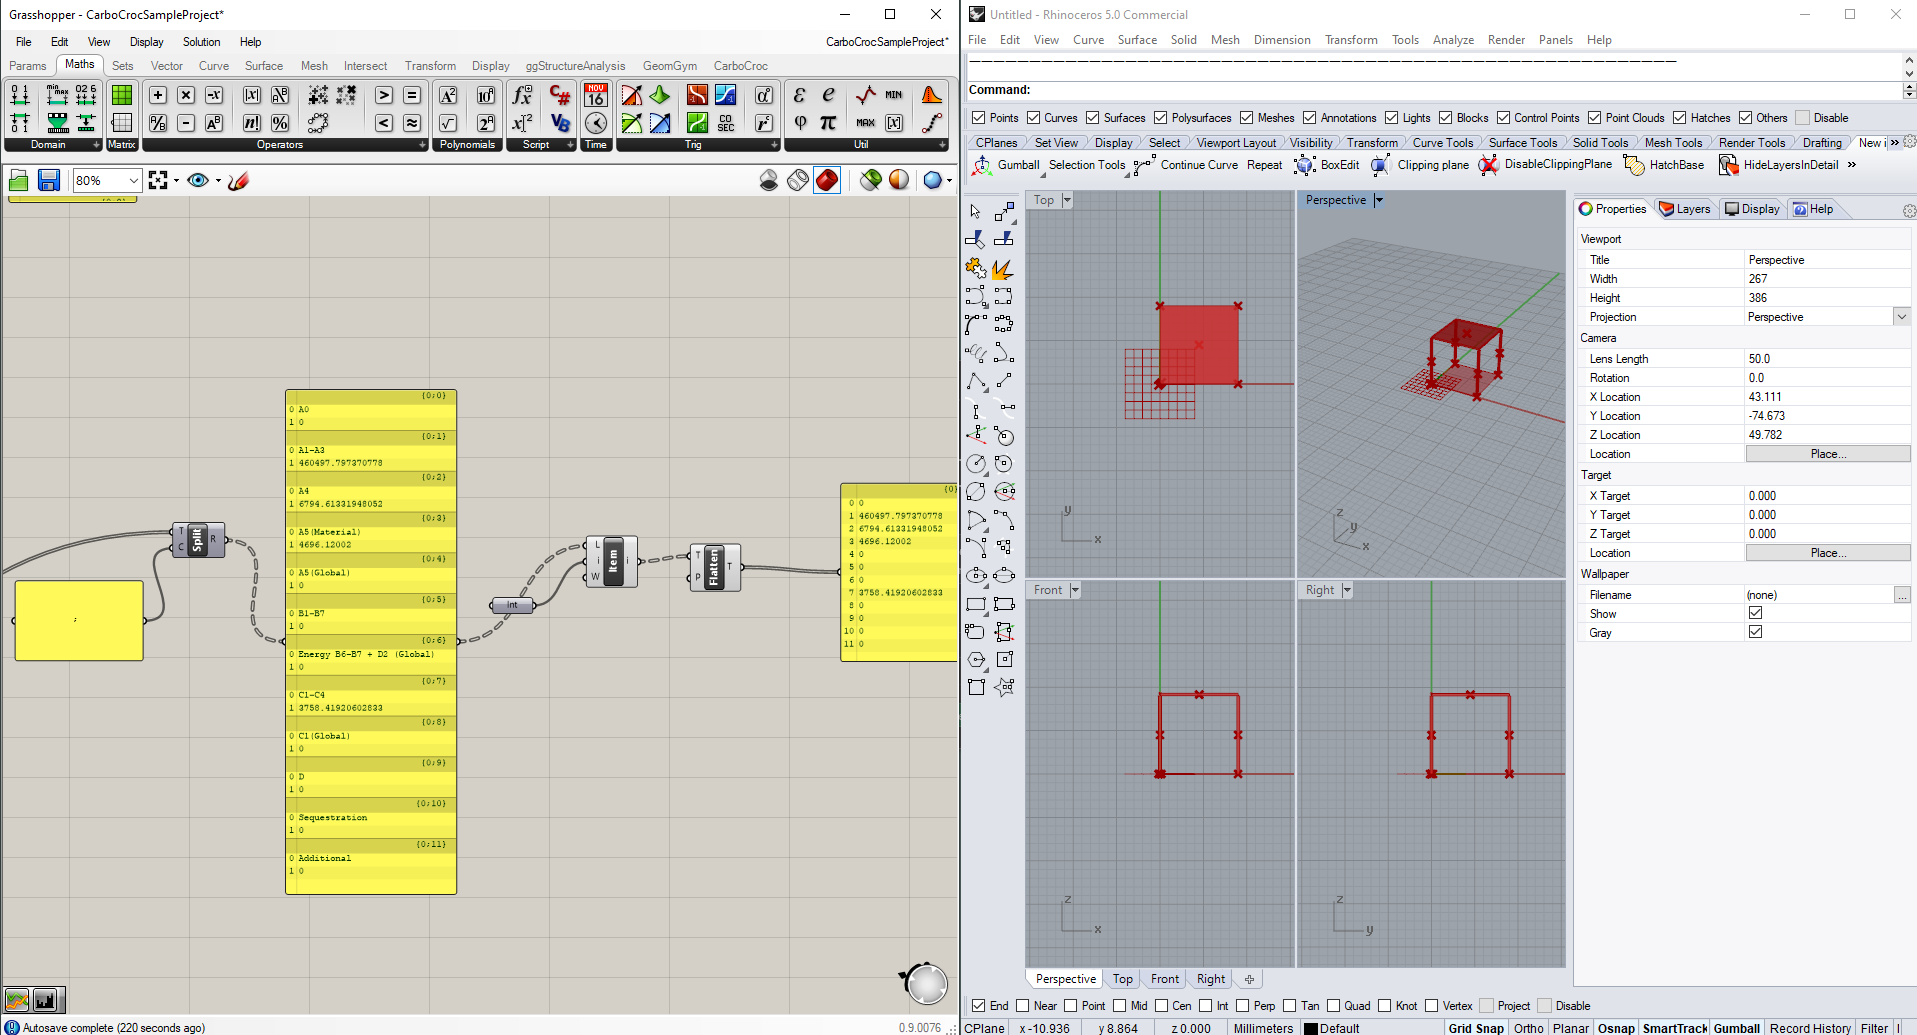 Grasshopper - CarboCrocSampleProject*
File Edit View Display Solution Help CarboCrocSampleProject*
Params Maths Sets Vector Curve Surface Mesh Intersect Transform Display ggStructureAnalysis GeomGym CarboCroc
Domain Matrix Operators Polynomials Script Time Trig Util
80%
{0;0}
0 A0
1 0
{0;1}
0 A1-A3
1 460497.797370778
{0;2}
0 A4
1 6794.61331948052
{0;3}
0 A5(Material)
1 4696.12002
{0;4}
0 A5(Global)
1 0
{0;5}
0 B1-B7
1 0
{0;6}
0 Energy B6-B7 + D2 (Global)
1 0
{0;7}
0 C1-C4
1 3758.41920602833
{0;8}
0 C1(Global)
1 0
{0;9}
0 D
1 0
{0;10}
0 Sequestration
1 0
{0;11}
0 Additional
1 0
;
T
C
Split
R
Int
L
i
W
Item
i
T
P
Flatten
T
{0}
0 0
1 460497.797370778
2 6794.61331948052
3 4696.12002
4 0
5 0
6 0
7 3758.41920602833
8 0
9 0
10 0
11 0
Autosave complete (220 seconds ago) 0.9.0076
Untitled - Rhinoceros 5.0 Commercial
File Edit View Curve Surface Solid Mesh Dimension Transform Tools Analyze Render Panels Help
Command:
Points Curves Surfaces Polysurfaces Meshes Annotations Lights Blocks Control Points Point Clouds Hatches Others Disable
CPlanes Set View Display Select Viewport Layout Visibility Transform Curve Tools Surface Tools Solid Tools Mesh Tools Render Tools Drafting New i »
Gumball Selection Tools Continue Curve Repeat BoxEdit Clipping plane DisableClippingPlane HatchBase HideLayersInDetail »
Top
y
x
Perspective
z
y
x
Front
z
x
Right
z
y
Properties Layers Display Help
Viewport
Title Perspective
Width 267
Height 386
Projection Perspective
Camera
Lens Length 50.0
Rotation 0.0
X Location 43.111
Y Location -74.673
Z Location 49.782
Location Place...
Target
X Target 0.000
Y Target 0.000
Z Target 0.000
Location Place...
Wallpaper
Filename (none) ...
Show
Gray
Perspective Top Front Right
End Near Point Mid Cen Int Perp Tan Quad Knot Vertex Project Disable
CPlane x -10.936 y 8.864 z 0.000 Millimeters Default Grid Snap Ortho Planar Osnap SmartTrack Gumball Record History Filter